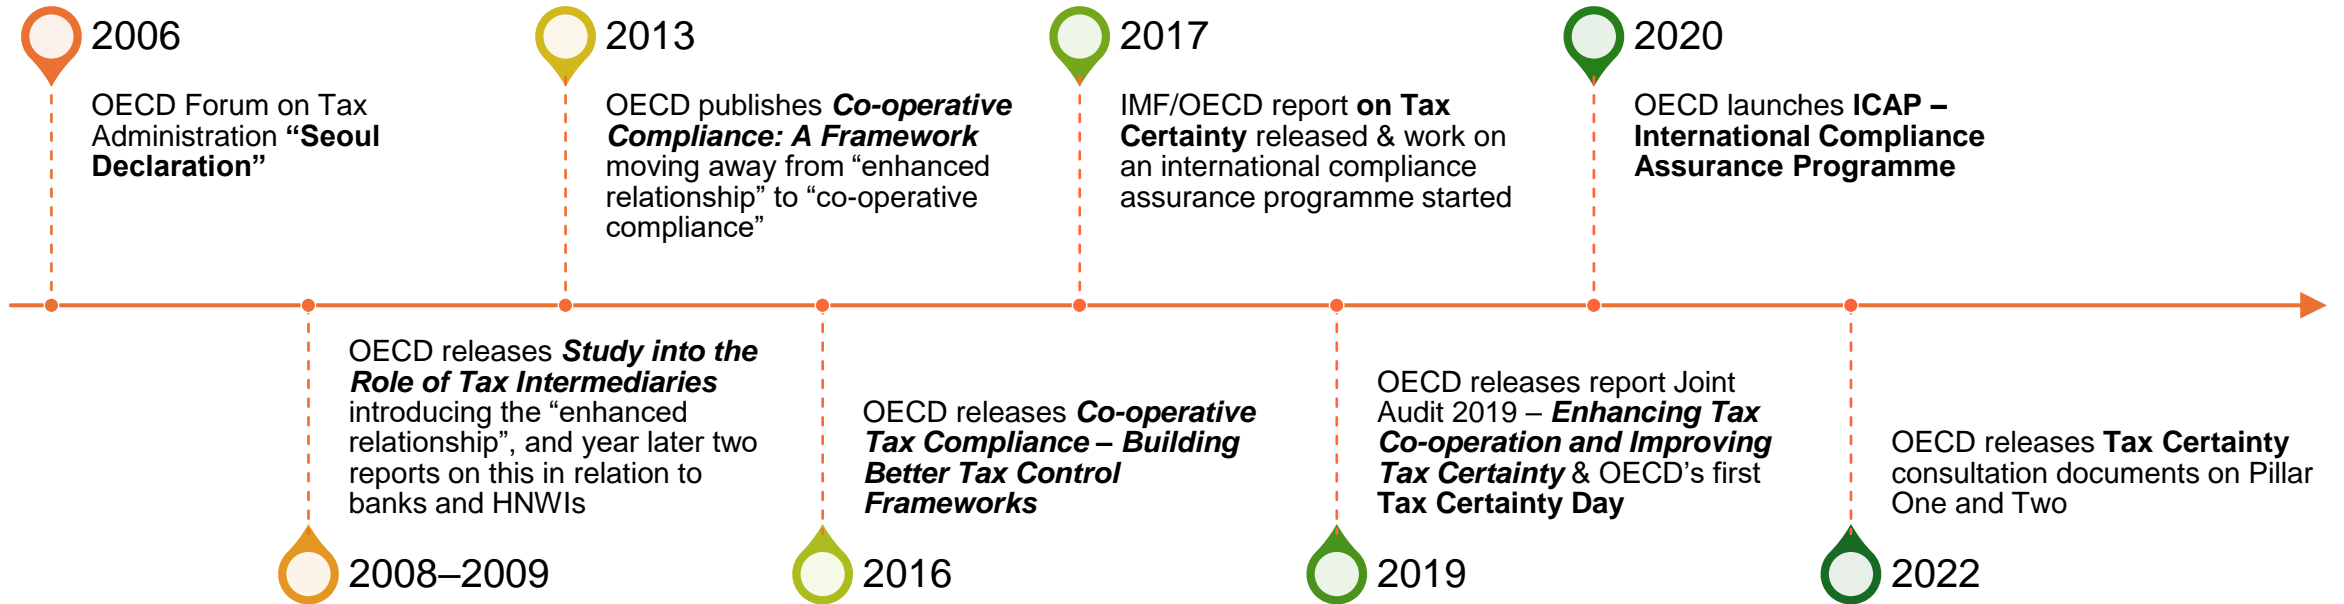 2006
OECD Forum on Tax
Administration “Seoul
Declaration”
2008–2009
OECD releases Study into the
Role of Tax Intermediaries
introducing the “enhanced
relationship”, and year later two
reports on this in relation to
banks and HNWIs
2013
OECD publishes Co-operative
Compliance: A Framework
moving away from “enhanced
relationship” to “co-operative
compliance”
2016
OECD releases Co-operative
Tax Compliance – Building
Better Tax Control
Frameworks
2017
IMF/OECD report on Tax
Certainty released & work on
an international compliance
assurance programme started
2019
OECD releases report Joint
Audit 2019 – Enhancing Tax
Co-operation and Improving
Tax Certainty & OECD’s first
Tax Certainty Day
2020
OECD launches ICAP –
International Compliance
Assurance Programme
2022
OECD releases Tax Certainty
consultation documents on Pillar
One and Two